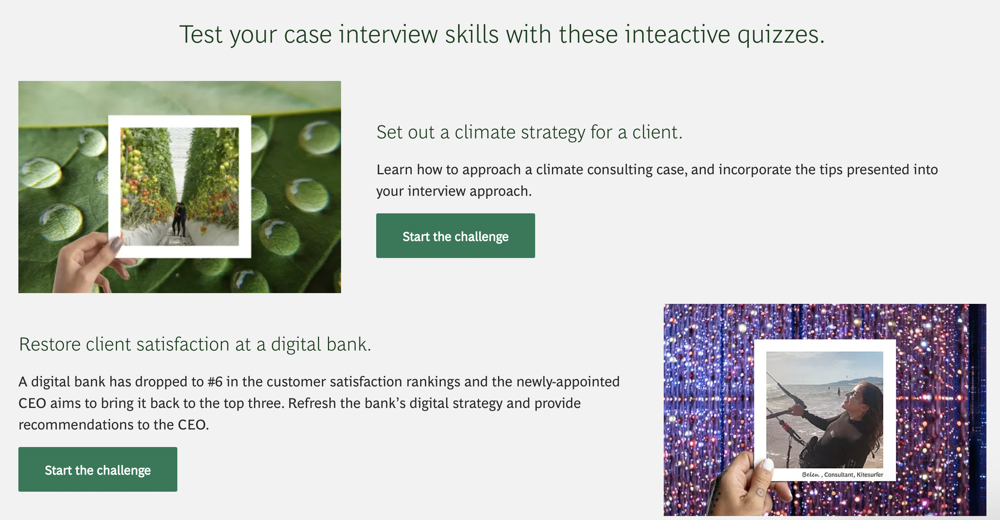 Test your case interview skills with these inteactive quizzes.
Set out a climate strategy for a client.
Learn how to approach a climate consulting case, and incorporate the tips presented into
your interview approach.
Start the challenge
Restore client satisfaction at a digital bank.
A digital bank has dropped to #6 in the customer satisfaction rankings and the newly-appointed
CEO aims to bring it back to the top three. Refresh the bank’s digital strategy and provide
recommendations to the CEO.
Start the challenge
Belen , Consultant, Kitesurfer